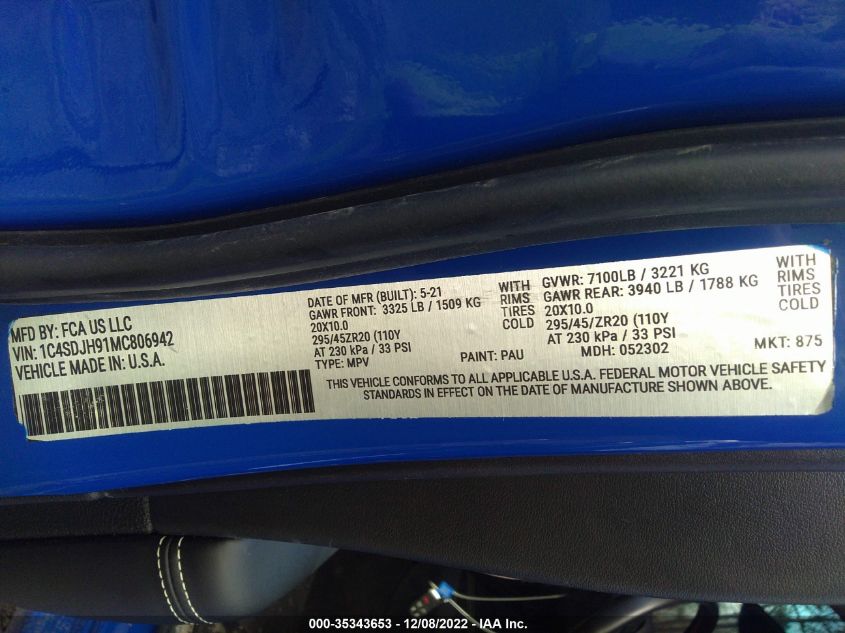 MFD BY: FCA US LLC
VIN: 1C4SDJH91MC806942
VEHICLE MADE IN: U.S.A.
DATE OF MFR (BUILT): 5-21
GAWR FRONT: 3325 LB / 1509 KG
20X10.0
295/45/ZR20 (110Y
AT 230 kPa / 33 PSI
TYPE: MPV
WITH
RIMS
TIRES
COLD
PAINT: PAU
GVWR: 7100LB / 3221 KG
GAWR REAR: 3940 LB / 1788 KG
20X10.0
295/45/ZR20 (110Y
AT 230 kPa / 33 PSI
MDH: 052302
WITH
RIMS
TIRES
COLD
MKT: 875
THIS VEHICLE CONFORMS TO ALL APPLICABLE U.S.A. FEDERAL MOTOR VEHICLE SAFETY
STANDARDS IN EFFECT ON THE DATE OF MANUFACTURE SHOWN ABOVE.
000-35343653 - 12/08/2022 - IAA Inc.